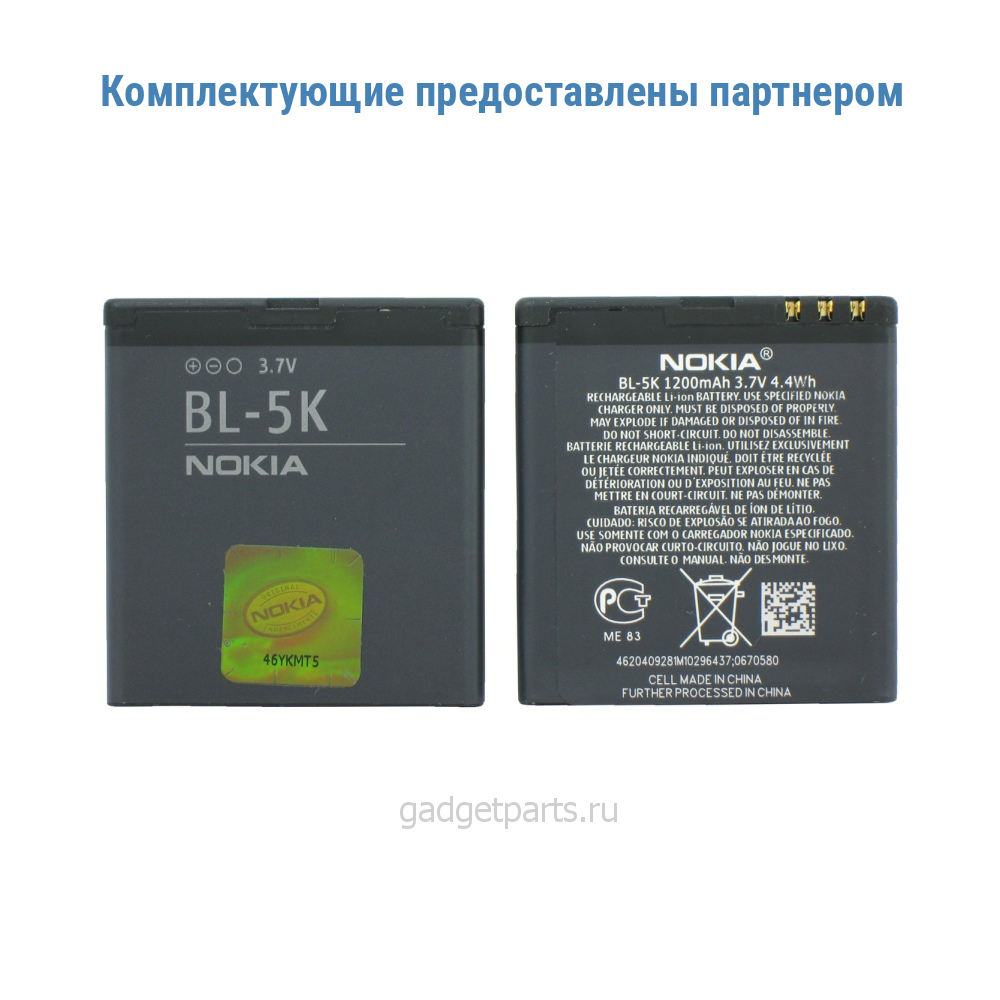 Комплектующие предоставлены партнером
3.7V
BL-5K
NOKIA
ORIGINAL
NOKIA
ENHANCEMENTS
46YKMT5
NOKIA®
BL-5K 1200mAh 3.7V 4.4Wh
RECHARGEABLE Li-ion BATTERY. USE SPECIFIED NOKIA
CHARGER ONLY. MUST BE DISPOSED OF PROPERLY.
MAY EXPLODE IF DAMAGED OR DISPOSED OF IN FIRE.
DO NOT SHORT-CIRCUIT. DO NOT DISASSEMBLE.
BATTERIE RECHARGEABLE Li-ion. UTILISEZ EXCLUSIVEMENT
LE CHARGEUR NOKIA INDIQUÉ. DOIT ÊTRE RECYCLÉE
OU JETÉE CORRECTEMENT. PEUT EXPLOSER EN CAS DE
DÉTÉRIORATION OU D'EXPOSITION AU FEU. NE PAS
METTRE EN COURT-CIRCUIT. NE PAS DÉMONTER.
BATERIA RECARREGÁVEL DE ÍON DE LÍTIO.
CUIDADO: RISCO DE EXPLOSÃO SE ATIRADA AO FOGO.
USE SOMENTE COM O CARREGADOR NOKIA ESPECIFICADO.
NÃO PROVOCAR CURTO-CIRCUITO. NÃO JOGUE NO LIXO.
CONSULTE O MANUAL. NÃO DESMONTE.
ME 83
4620409281M10296437;0670580
CELL MADE IN CHINA
FURTHER PROCESSED IN CHINA
gadgetparts.ru